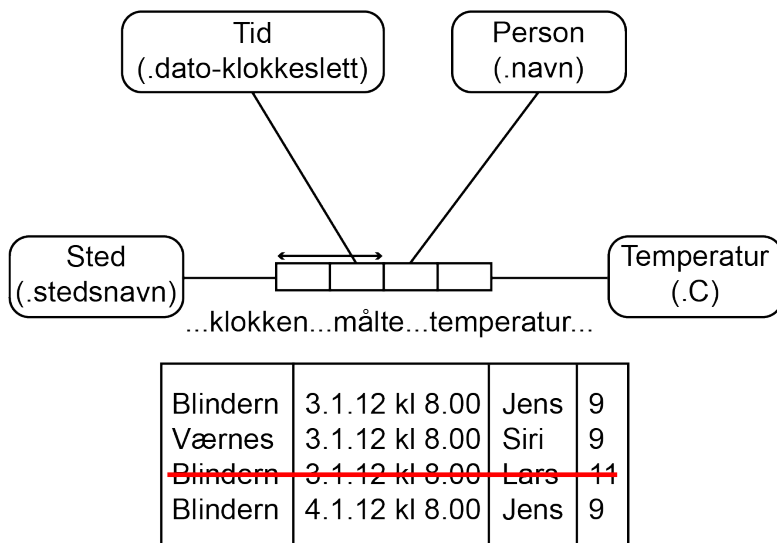 Tid
(.dato-klokkeslett)
Person
(.navn)
Sted
(.stedsnavn)
Temperatur
(.C)
...klokken...målte...temperatur...
Blindern 3.1.12 kl 8.00 Jens 9
Værnes 3.1.12 kl 8.00 Siri 9
Blindern 3.1.12 kl 8.00 Lars 11
Blindern 4.1.12 kl 8.00 Jens 9